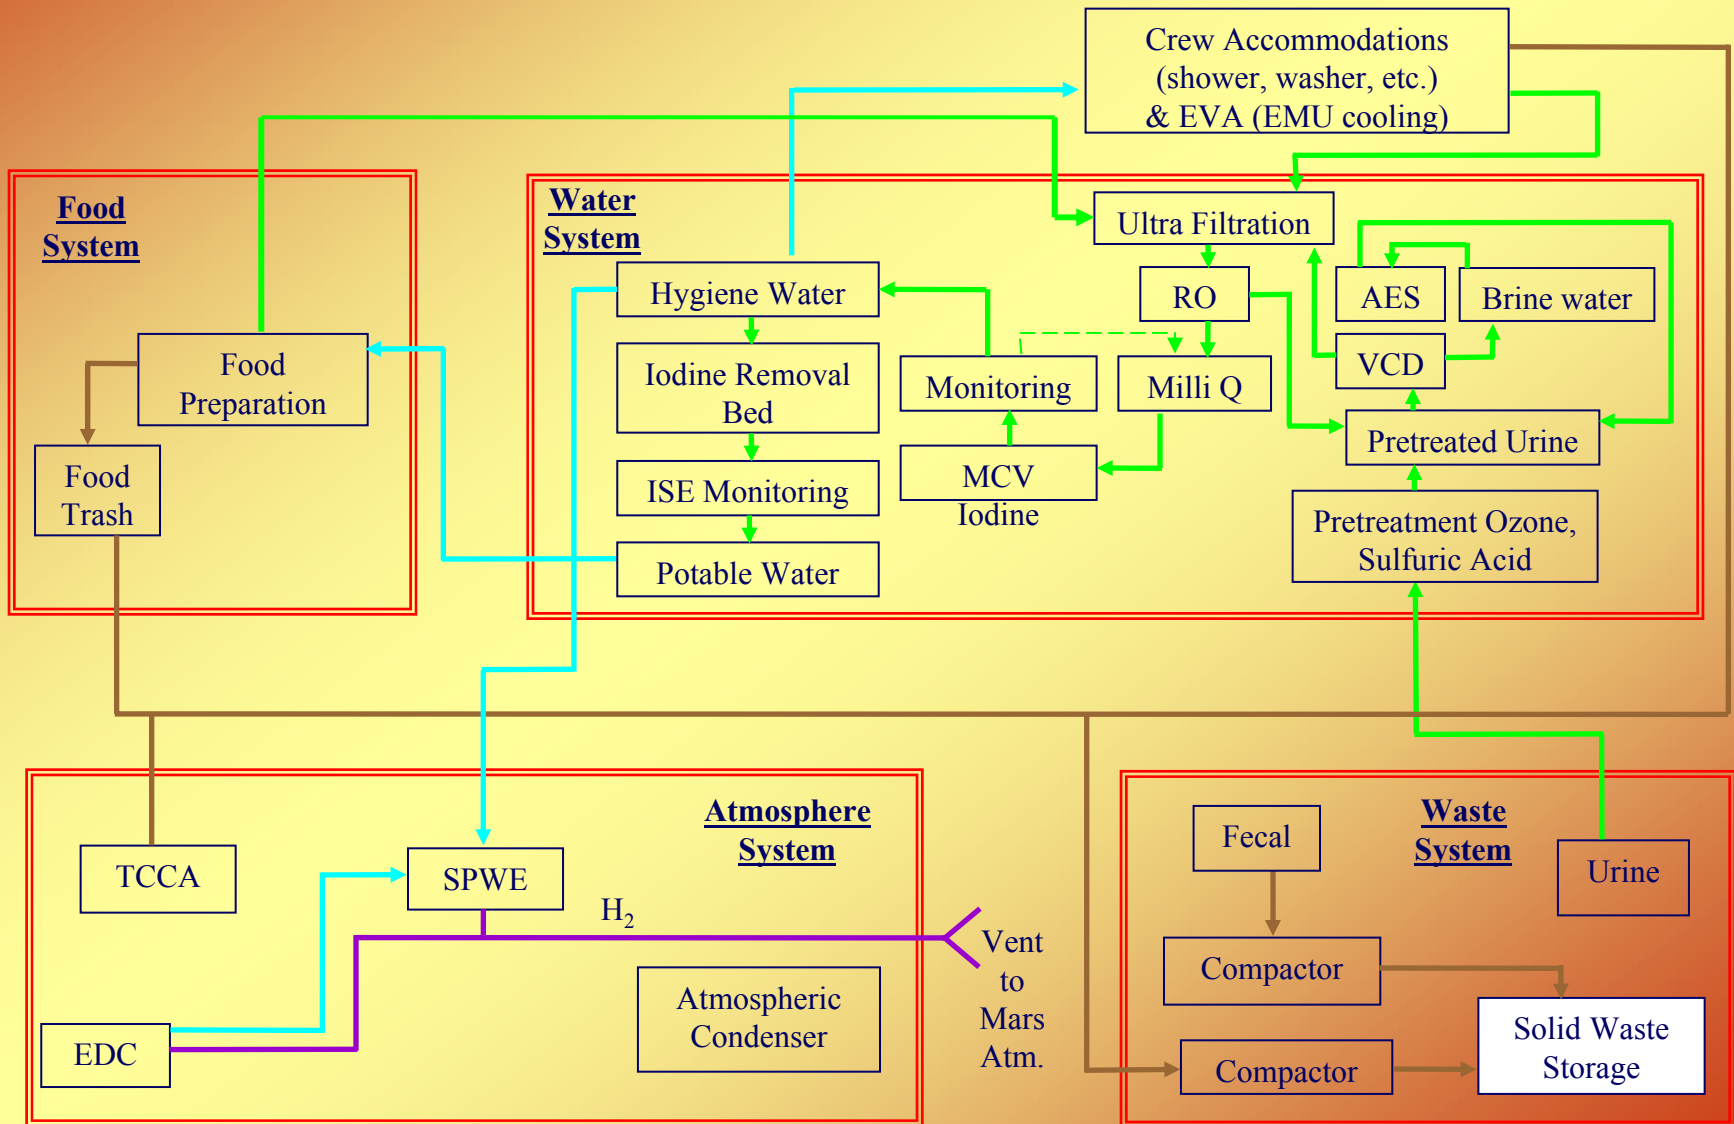 Crew Accommodations
(shower, washer, etc.)
& EVA (EMU cooling)
Food
System
Food
Preparation
Food
Trash
Water
System
Hygiene Water
Iodine Removal
Bed
ISE Monitoring
Potable Water
Monitoring
MCV
Iodine
Ultra Filtration
RO
Milli Q
AES
Brine water
VCD
Pretreated Urine
Pretreatment Ozone,
Sulfuric Acid
Atmosphere
System
TCCA
SPWE
H₂
EDC
Atmospheric
Condenser
Vent
to
Mars
Atm.
Waste
System
Fecal
Urine
Compactor
Compactor
Solid Waste
Storage